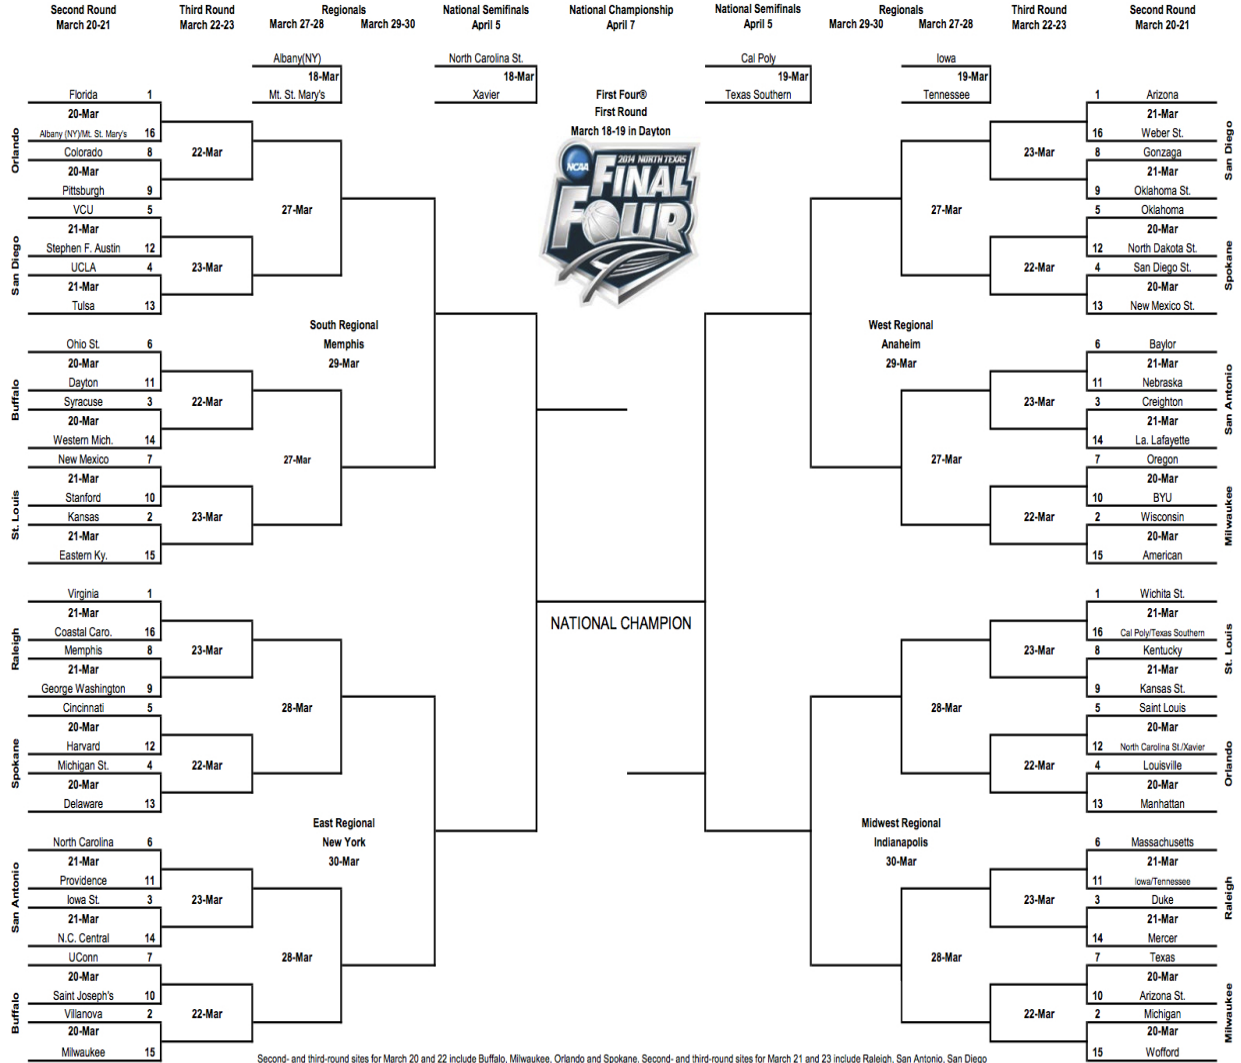 Second Round
March 20-21
Third Round
March 22-23
Regionals
March 27-28 March 29-30
National Semifinals
April 5
National Championship
April 7
National Semifinals
April 5
Regionals
March 29-30 March 27-28
Third Round
March 22-23
Second Round
March 20-21
Albany(NY)
18-Mar
Mt. St. Mary's
North Carolina St.
18-Mar
Xavier
First Four®
First Round
March 18-19 in Dayton
NCAA
2014 NORTH TEXAS
FINAL
FOUR
Cal Poly
19-Mar
Texas Southern
Iowa
19-Mar
Tennessee
Orlando
Florida 1
20-Mar
Albany (NY)/Mt. St. Mary's 16
Colorado 8
20-Mar
Pittsburgh 9
22-Mar
San Diego
VCU 5
21-Mar
Stephen F. Austin 12
UCLA 4
21-Mar
Tulsa 13
23-Mar
27-Mar
South Regional
Memphis
29-Mar
Buffalo
Ohio St. 6
20-Mar
Dayton 11
Syracuse 3
20-Mar
Western Mich. 14
22-Mar
St. Louis
New Mexico 7
21-Mar
Stanford 10
Kansas 2
21-Mar
Eastern Ky. 15
23-Mar
27-Mar
Raleigh
Virginia 1
21-Mar
Coastal Caro. 16
Memphis 8
21-Mar
George Washington 9
23-Mar
Spokane
Cincinnati 5
20-Mar
Harvard 12
Michigan St. 4
20-Mar
Delaware 13
22-Mar
28-Mar
East Regional
New York
30-Mar
San Antonio
North Carolina 6
21-Mar
Providence 11
Iowa St. 3
21-Mar
N.C. Central 14
23-Mar
Buffalo
UConn 7
20-Mar
Saint Joseph's 10
Villanova 2
20-Mar
Milwaukee 15
22-Mar
28-Mar
NATIONAL CHAMPION
1 Arizona
21-Mar
16 Weber St.
8 Gonzaga
21-Mar
9 Oklahoma St.
San Diego
23-Mar
5 Oklahoma
20-Mar
12 North Dakota St.
4 San Diego St.
20-Mar
13 New Mexico St.
Spokane
22-Mar
27-Mar
West Regional
Anaheim
29-Mar
6 Baylor
21-Mar
11 Nebraska
3 Creighton
21-Mar
14 La. Lafayette
San Antonio
23-Mar
7 Oregon
20-Mar
10 BYU
2 Wisconsin
20-Mar
15 American
Milwaukee
22-Mar
27-Mar
1 Wichita St.
21-Mar
16 Cal Poly/Texas Southern
8 Kentucky
21-Mar
9 Kansas St.
St. Louis
23-Mar
5 Saint Louis
20-Mar
12 North Carolina St./Xavier
4 Louisville
20-Mar
13 Manhattan
Orlando
22-Mar
28-Mar
Midwest Regional
Indianapolis
30-Mar
6 Massachusetts
21-Mar
11 Iowa/Tennessee
3 Duke
21-Mar
14 Mercer
Raleigh
23-Mar
7 Texas
20-Mar
10 Arizona St.
2 Michigan
20-Mar
15 Wofford
Milwaukee
22-Mar
28-Mar
Second- and third-round sites for March 20 and 22 include Buffalo, Milwaukee, Orlando and Spokane. Second- and third-round sites for March 21 and 23 include Raleigh, San Antonio, San Diego